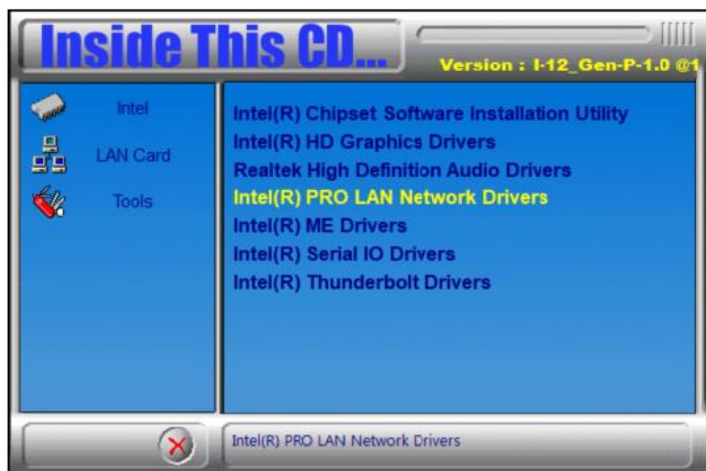 Inside This CD...
Version : I-12_Gen-P-1.0 @1
Intel
LAN Card
Tools
Intel(R) Chipset Software Installation Utility
Intel(R) HD Graphics Drivers
Realtek High Definition Audio Drivers
Intel(R) PRO LAN Network Drivers
Intel(R) ME Drivers
Intel(R) Serial IO Drivers
Intel(R) Thunderbolt Drivers
Intel(R) PRO LAN Network Drivers